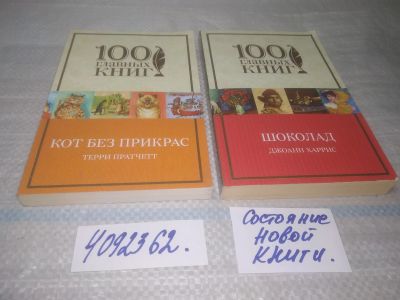 100
ГЛАВНЫХ
КНИГ
КОТ БЕЗ ПРИКРАС
ТЕРРИ ПРАТЧЕТТ
100
ГЛАВНЫХ
КНИГ
ШОКОЛАД
ДЖОАНН ХАРРИС
4092362.
Состояние
Новой
Книги.